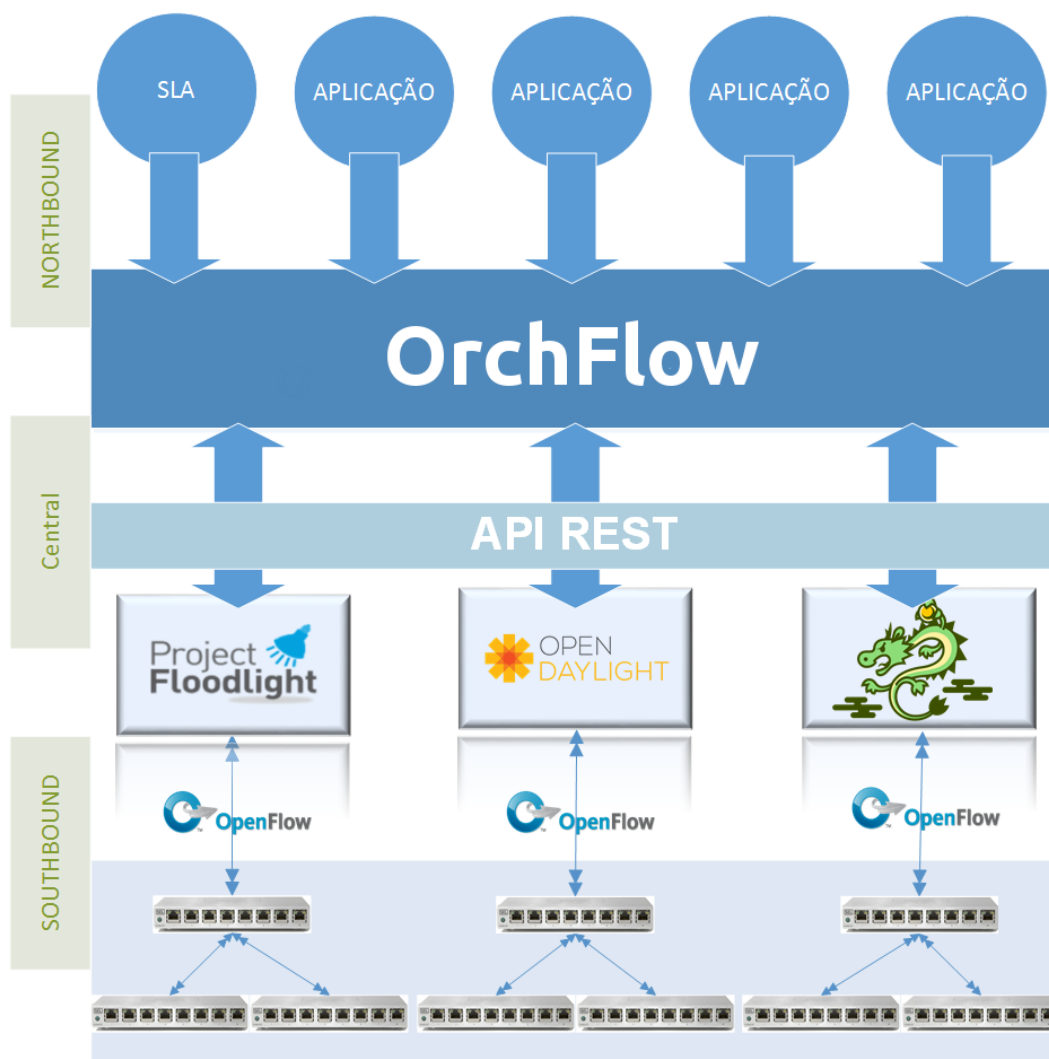 SLA
APLICAÇÃO
APLICAÇÃO
APLICAÇÃO
APLICAÇÃO
NORTHBOUND
OrchFlow
Central
API REST
Project
Floodlight
OPEN
DAYLIGHT
SOUTHBOUND
OpenFlow
OpenFlow
OpenFlow